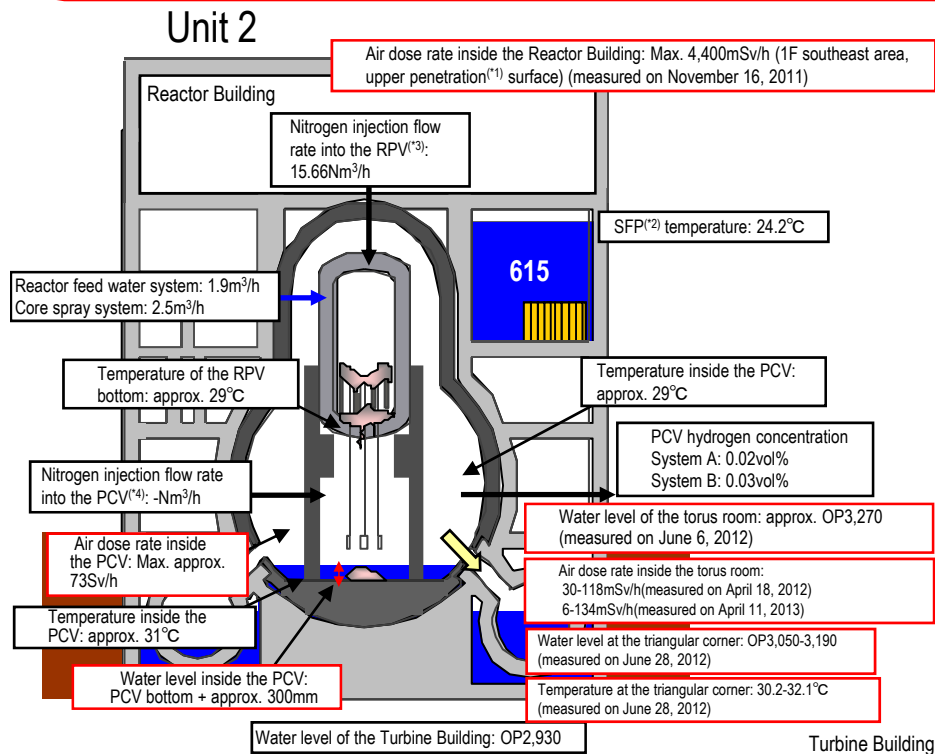 Unit 2
Air dose rate inside the Reactor Building: Max. 4,400mSv/h (1F southeast area,
upper penetration(*1) surface) (measured on November 16, 2011)
Reactor Building
Nitrogen injection flow
rate into the RPV(*3):
15.66Nm3/h
SFP(*2) temperature: 24.2℃
615
Reactor feed water system: 1.9m3/h
Core spray system: 2.5m3/h
Temperature of the RPV
bottom: approx. 29℃
Temperature inside the PCV:
approx. 29℃
PCV hydrogen concentration
System A: 0.02vol%
System B: 0.03vol%
Nitrogen injection flow rate
into the PCV(*4): -Nm3/h
Water level of the torus room: approx. OP3,270
(measured on June 6, 2012)
Air dose rate inside
the PCV: Max. approx.
73Sv/h
Air dose rate inside the torus room:
30-118mSv/h(measured on April 18, 2012)
6-134mSv/h(measured on April 11, 2013)
Temperature inside the
PCV: approx. 31℃
Water level at the triangular corner: OP3,050-3,190
(measured on June 28, 2012)
Water level inside the PCV:
PCV bottom + approx. 300mm
Temperature at the triangular corner: 30.2-32.1℃
(measured on June 28, 2012)
Water level of the Turbine Building: OP2,930
Turbine Building